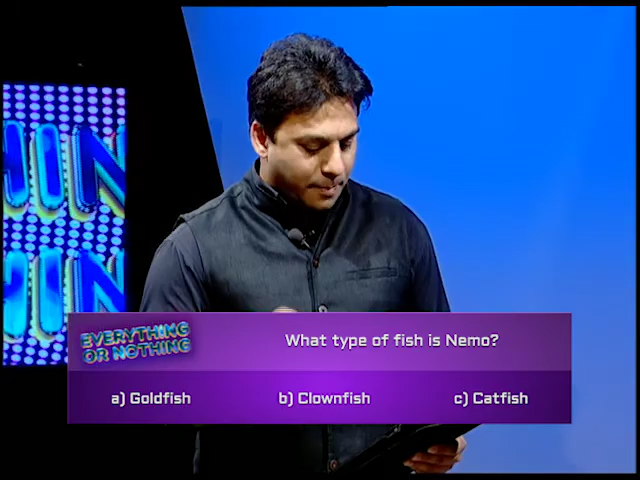 EVERYTHING
OR NOTHING
What type of fish is Nemo?
a) Goldfish
b) Clownfish
c) Catfish